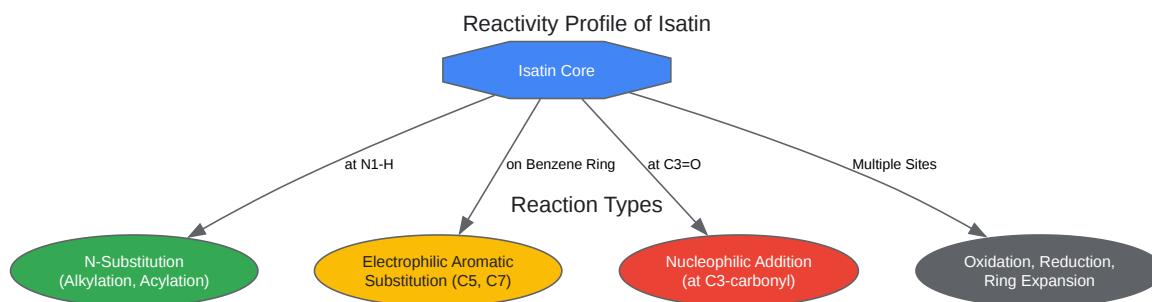 Reactivity Profile of Isatin
Isatin Core
at N1-H
on Benzene Ring
at C3=O
Multiple Sites
Reaction Types
N-Substitution
(Alkylation, Acylation)
Electrophilic Aromatic
Substitution (C5, C7)
Nucleophilic Addition
(at C3-carbonyl)
Oxidation, Reduction,
Ring Expansion